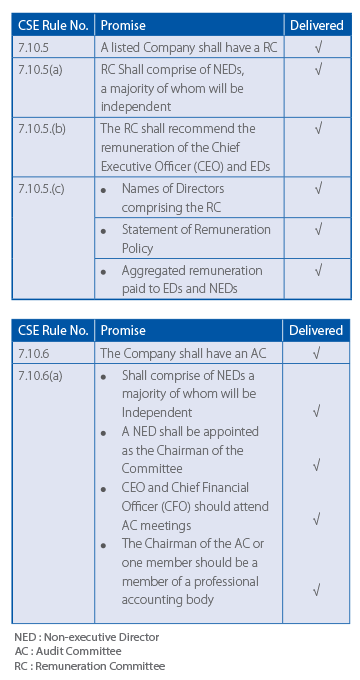 CSE Rule No. Promise Delivered
7.10.5 A listed Company shall have a RC √
7.10.5(a) RC Shall comprise of NEDs, √
a majority of whom will be
independent
7.10.5.(b) The RC shall recommend the √
remuneration of the Chief
Executive Officer (CEO) and EDs
7.10.5.(c) • Names of Directors √
comprising the RC
• Statement of Remuneration √
Policy
• Aggregated remuneration √
paid to EDs and NEDs
CSE Rule No. Promise Delivered
7.10.6 The Company shall have an AC √
7.10.6(a) • Shall comprise of NEDs a
majority of whom will be
Independent √
• A NED shall be appointed
as the Chairman of the
Committee √
• CEO and Chief Financial
Officer (CFO) should attend
AC meetings √
• The Chairman of the AC or
one member should be a
member of a professional
accounting body √
NED : Non-executive Director
AC : Audit Committee
RC : Remuneration Committee